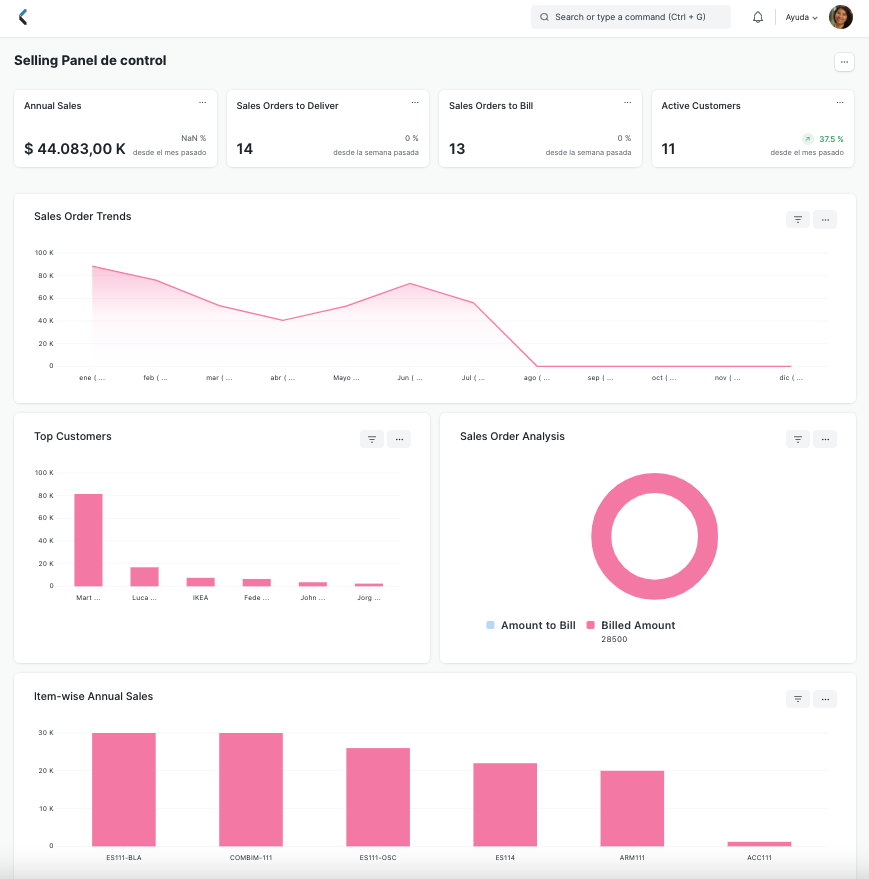 Search or type a command (Ctrl + G)
Ayuda
Selling Panel de control
...
Annual Sales ...
NaN %
$ 44.083,00 K desde el mes pasado
Sales Orders to Deliver ...
0 %
14 desde la semana pasada
Sales Orders to Bill ...
0 %
13 desde la semana pasada
Active Customers ...
37.5 %
11 desde el mes pasado
Sales Order Trends ...
100 K
80 K
60 K
40 K
20 K
0
ene ( ... feb ( ... mar ( ... abr ( ... Mayo ... Jun ( ... Jul ( ... ago ( ... sep ( ... oct ( ... nov ( ... dic ( ...
Top Customers ...
100 K
80 K
60 K
40 K
20 K
0
Mart ... Luca ... IKEA Fede ... John ... Jorg ...
Sales Order Analysis ...
Amount to Bill Billed Amount
28500
Item-wise Annual Sales ...
30 K
20 K
10 K
0
ES111-BLA COMBIM-111 ES111-OSC ES114 ARM111 ACC111